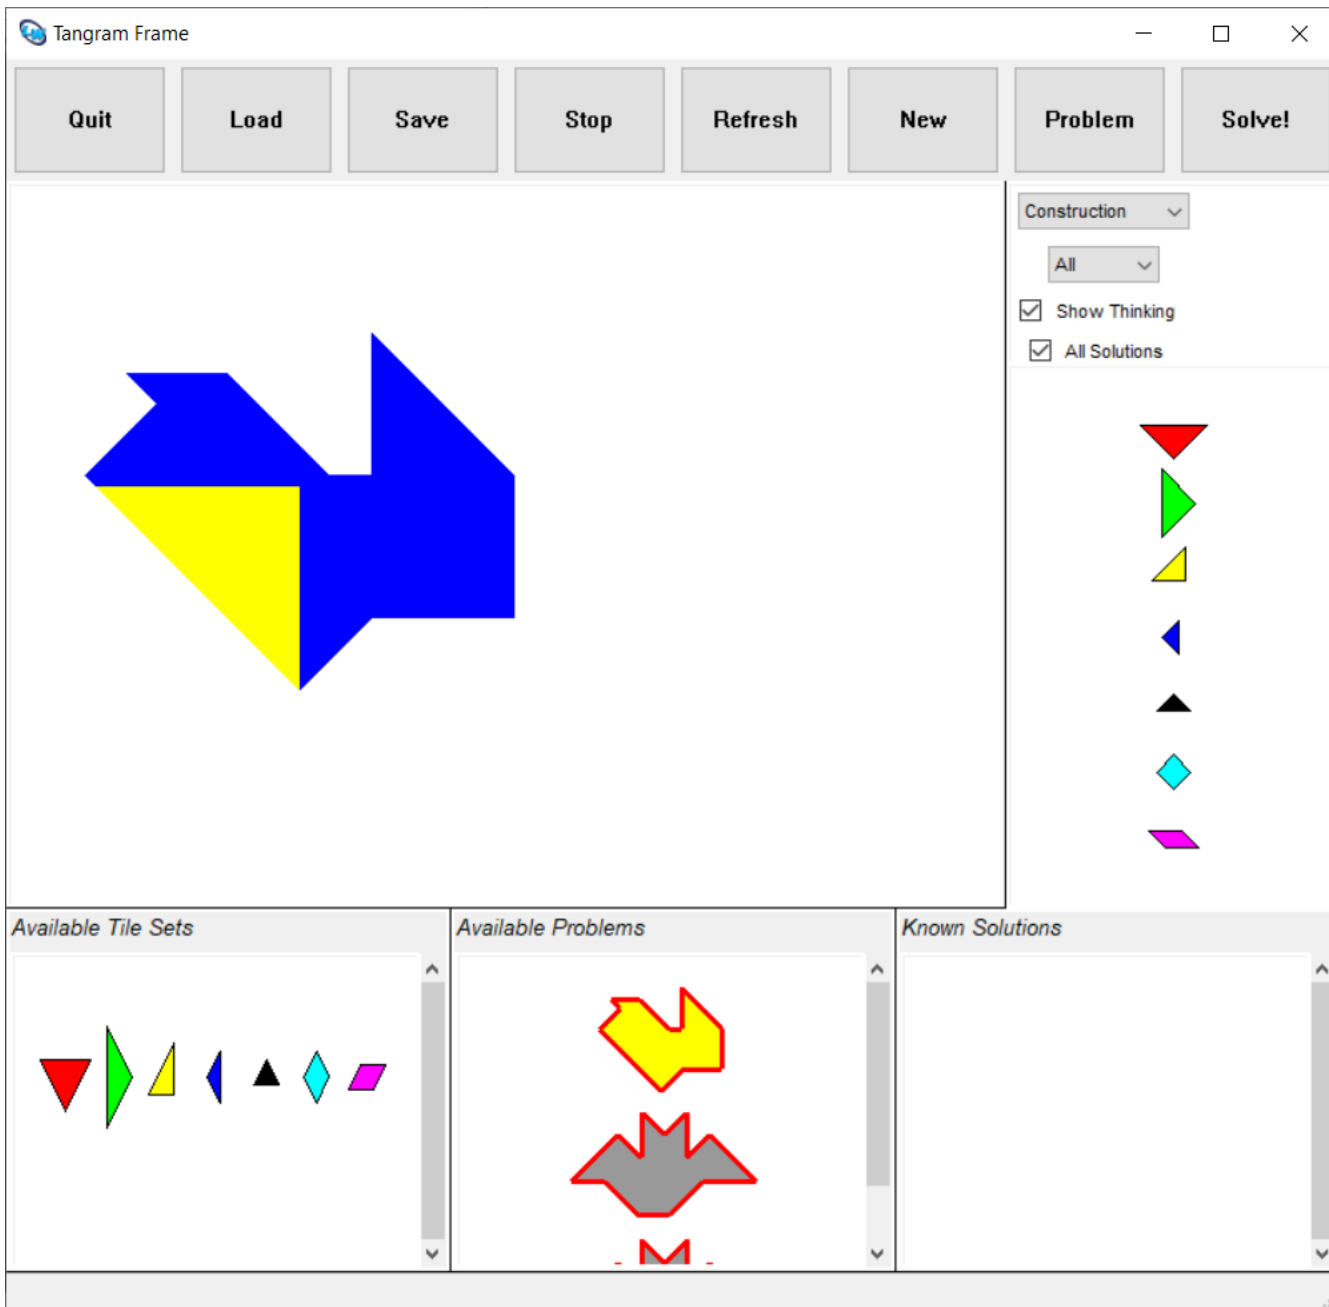 Tangram Frame
Quit Load Save Stop Refresh New Problem Solve!
Construction
All
Show Thinking
All Solutions
Available Tile Sets Available Problems Known Solutions